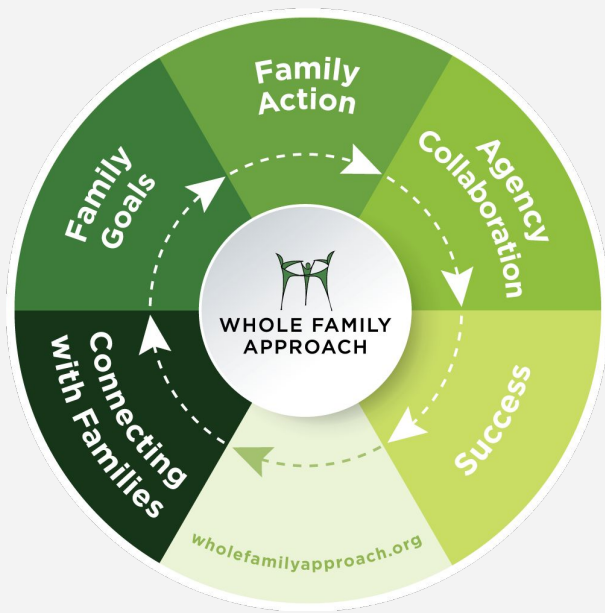 Family
Action
Agency
Collaboration
Success
wholefamilyapproach.org
Connecting
with Families
Family
Goals
WHOLE FAMILY
APPROACH